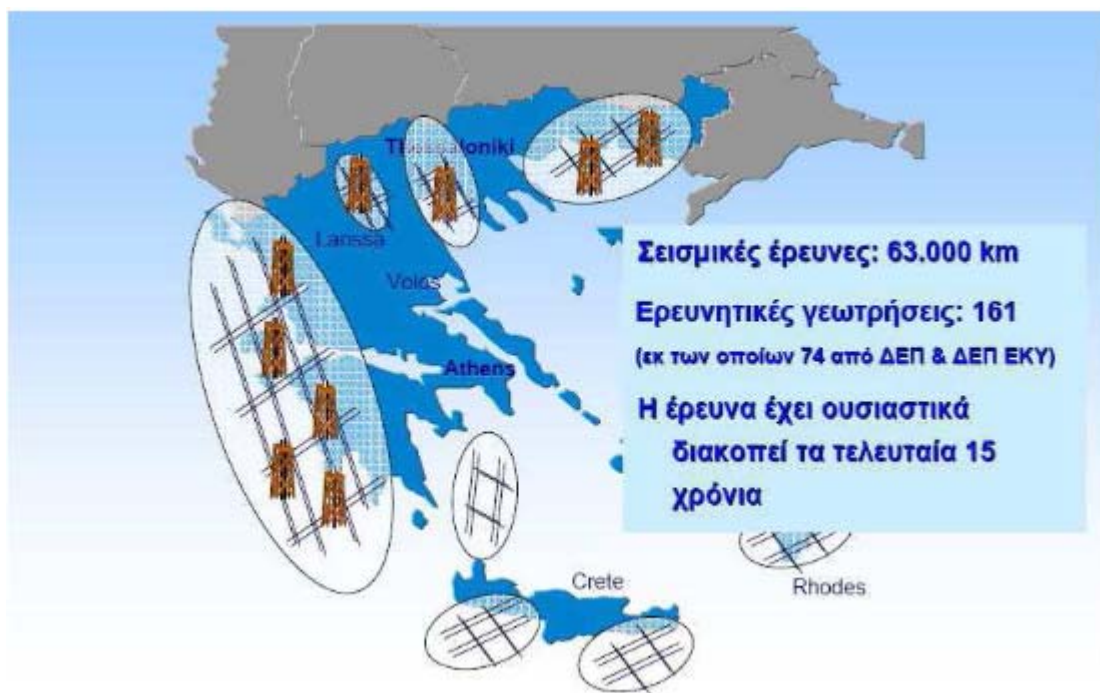 Thessaloniki
Larissa
Volos
Athens
Σεισμικές έρευνες: 63.000 km
Ερευνητικές γεωτρήσεις: 161
(εκ των οποίων 74 από ΔΕΠ & ΔΕΠ ΕΚΥ)
Η έρευνα έχει ουσιαστικά
διακοπεί τα τελευταία 15
χρόνια
Crete
Rhodes